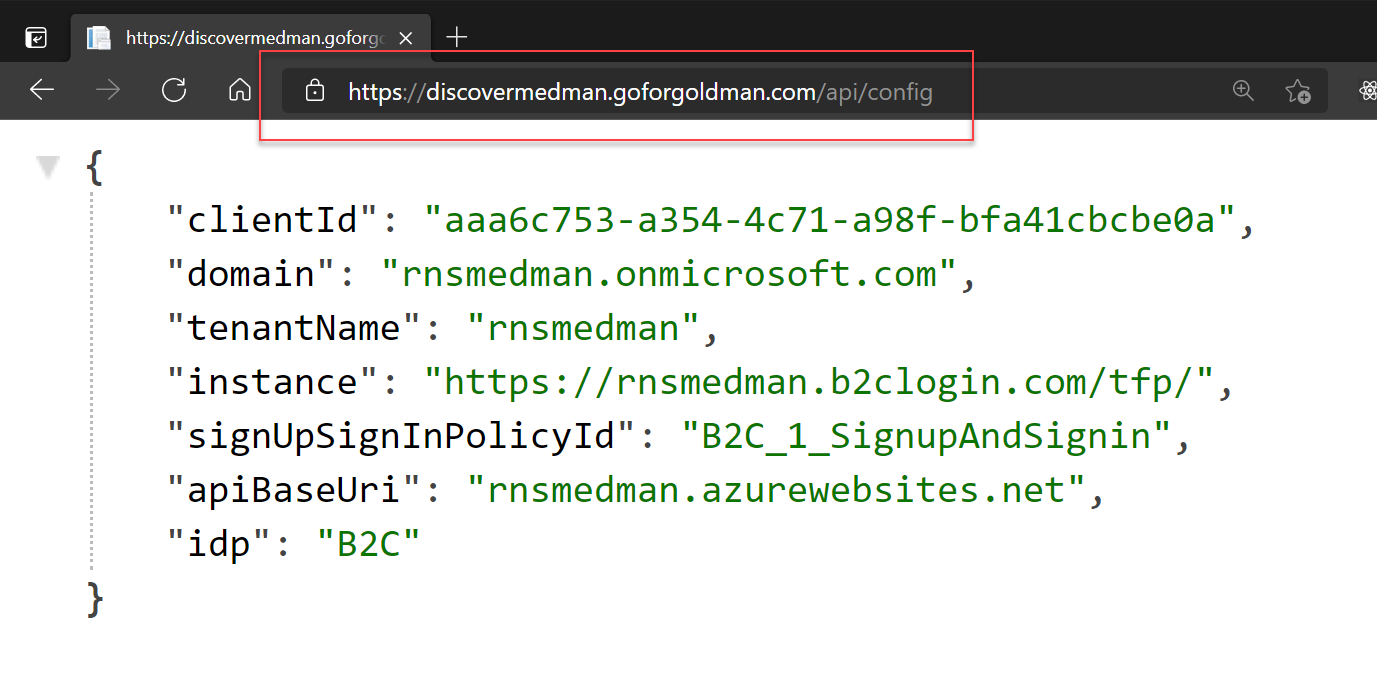 https://discovermedman.goforgo
https://discovermedman.goforgoldman.com/api/config
{
"clientId": "aaa6c753-a354-4c71-a98f-bfa41cbcbe0a",
"domain": "rnsmedman.onmicrosoft.com",
"tenantName": "rnsmedman",
"instance": "https://rnsmedman.b2clogin.com/tfp/",
"signUpSignInPolicyId": "B2C_1_SignupAndSignin",
"apiBaseUri": "rnsmedman.azurewebsites.net",
"idp": "B2C"
}